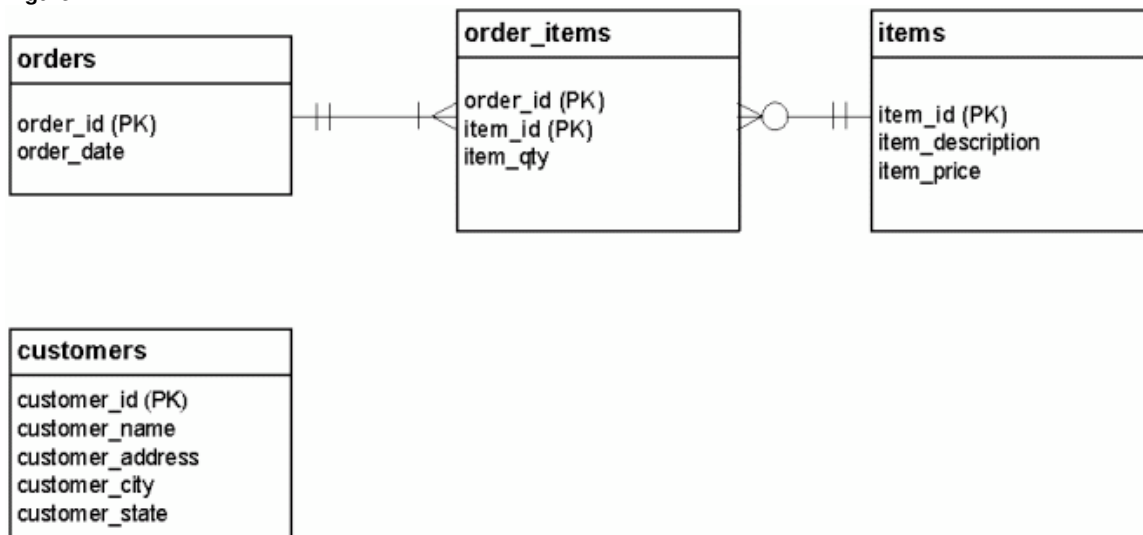 orders
order_id (PK)
order_date
order_items
order_id (PK)
item_id (PK)
item_qty
items
item_id (PK)
item_description
item_price
customers
customer_id (PK)
customer_name
customer_address
customer_city
customer_state